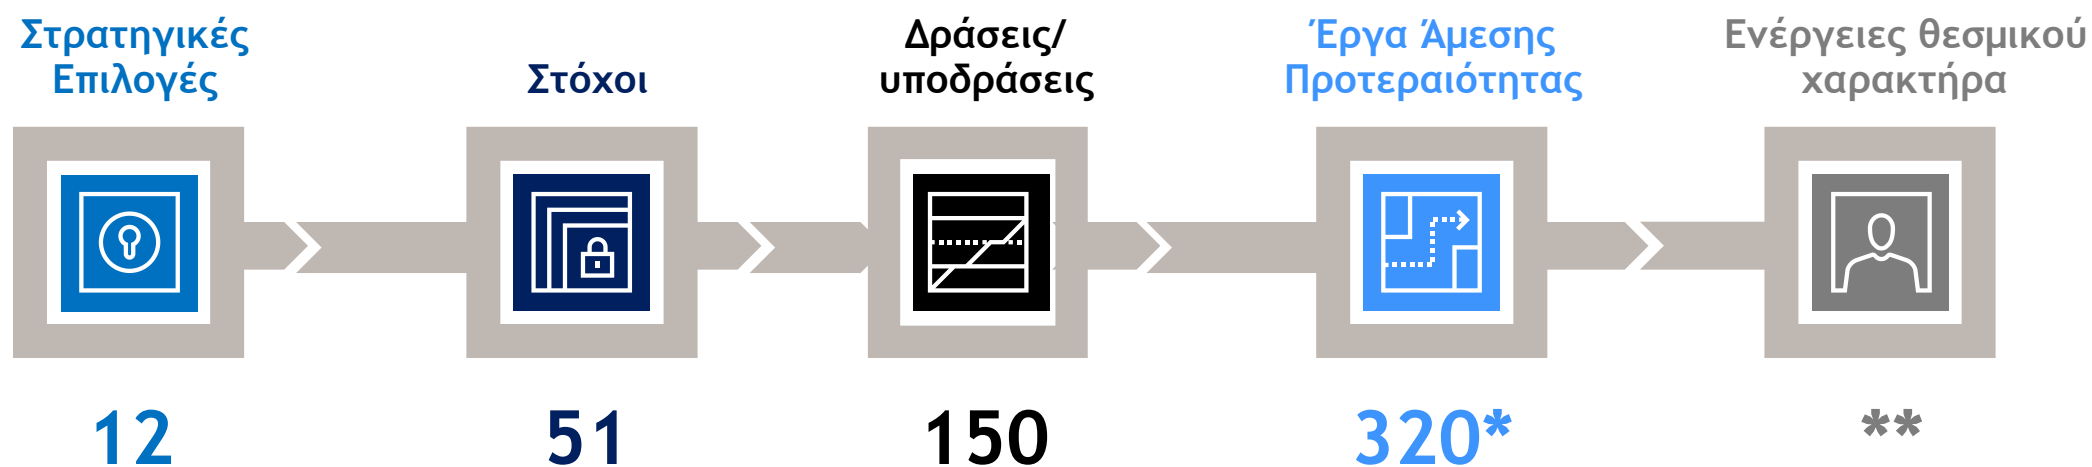 Στρατηγικές
Επιλογές
Στόχοι
Δράσεις/
υποδράσεις
Έργα Άμεσης
Προτεραιότητας
Ενέργειες θεσμικού
χαρακτήρα
12
51
150
320*
**